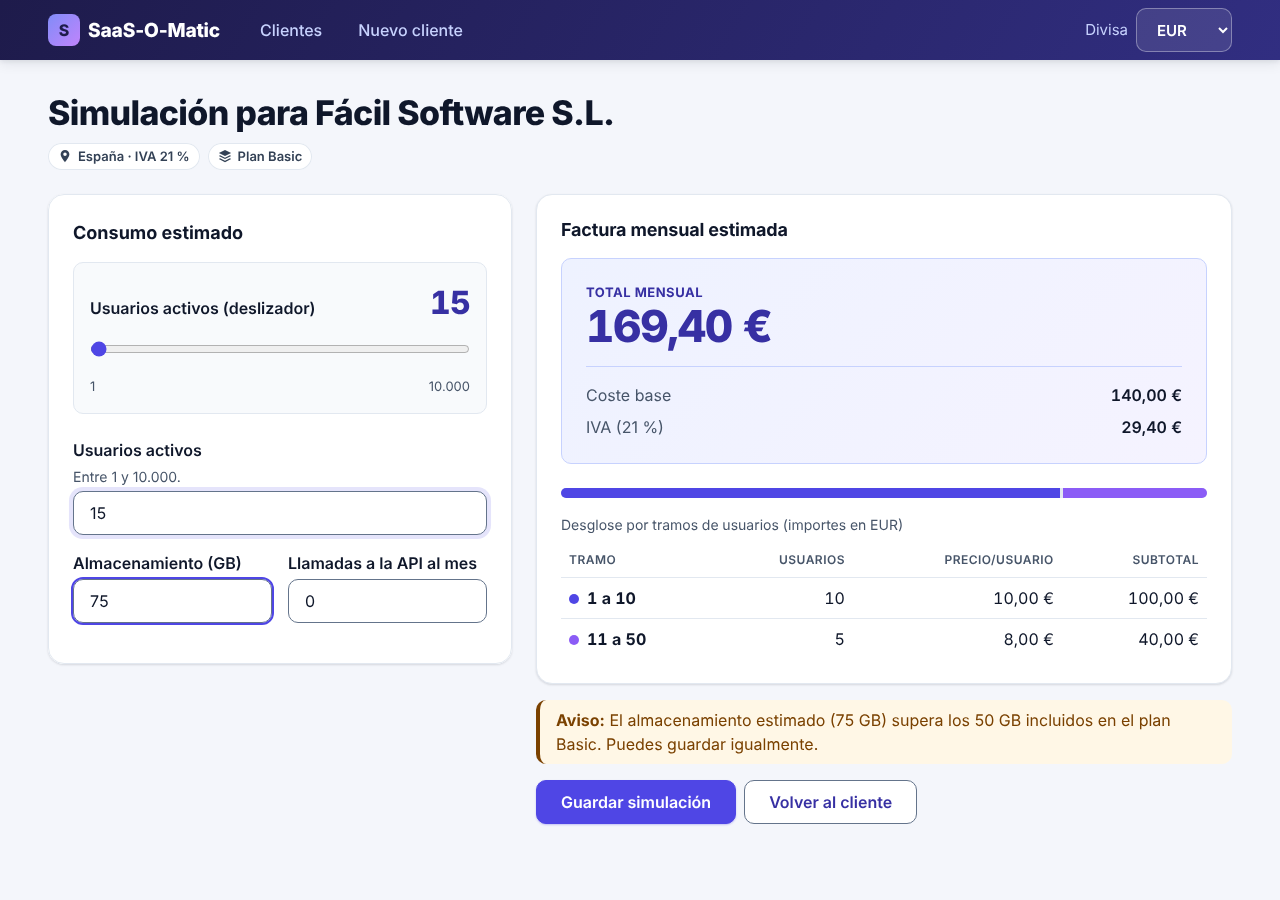 S SaaS-O-Matic Clientes Nuevo cliente Divisa EUR
Simulación para Fácil Software S.L.
España · IVA 21 % Plan Basic
Consumo estimado
Usuarios activos (deslizador) 15
1 10.000
Usuarios activos
Entre 1 y 10.000.
15
Almacenamiento (GB) Llamadas a la API al mes
75 0
Factura mensual estimada
TOTAL MENSUAL
169,40 €
Coste base 140,00 €
IVA (21 %) 29,40 €
Desglose por tramos de usuarios (importes en EUR)
TRAMO USUARIOS PRECIO/USUARIO SUBTOTAL
1 a 10 10 10,00 € 100,00 €
11 a 50 5 8,00 € 40,00 €
Aviso: El almacenamiento estimado (75 GB) supera los 50 GB incluidos en el plan
Basic. Puedes guardar igualmente.
Guardar simulación Volver al cliente